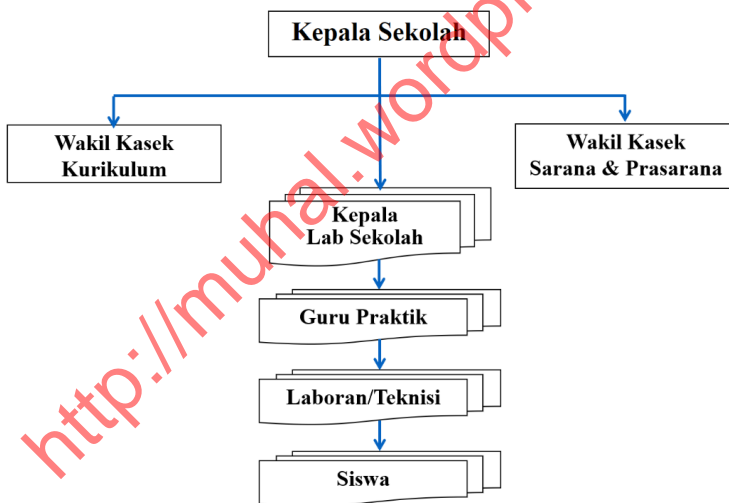 Kepala Sekolah
Wakil Kasek
Kurikulum
Wakil Kasek
Sarana & Prasarana
Kepala
Lab Sekolah
Guru Praktik
Laboran/Teknisi
Siswa
http://muhal.wordp